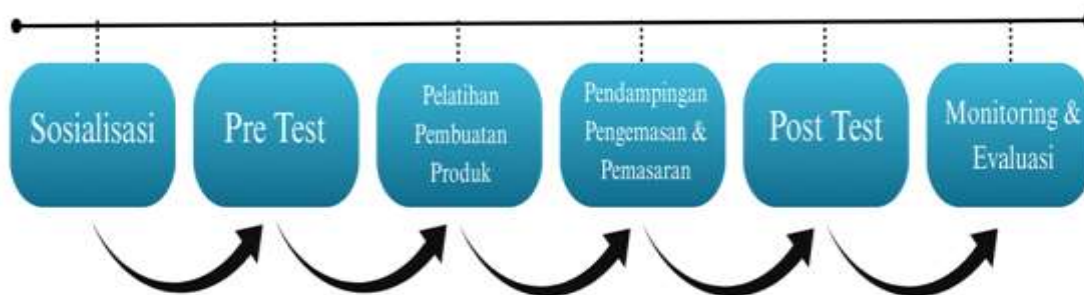 Sosialisasi
Pre Test
Pelatihan
Pembuatan
Produk
Pendampingan
Pengemasan &
Pemasaran
Post Test
Monitoring &
Evaluasi